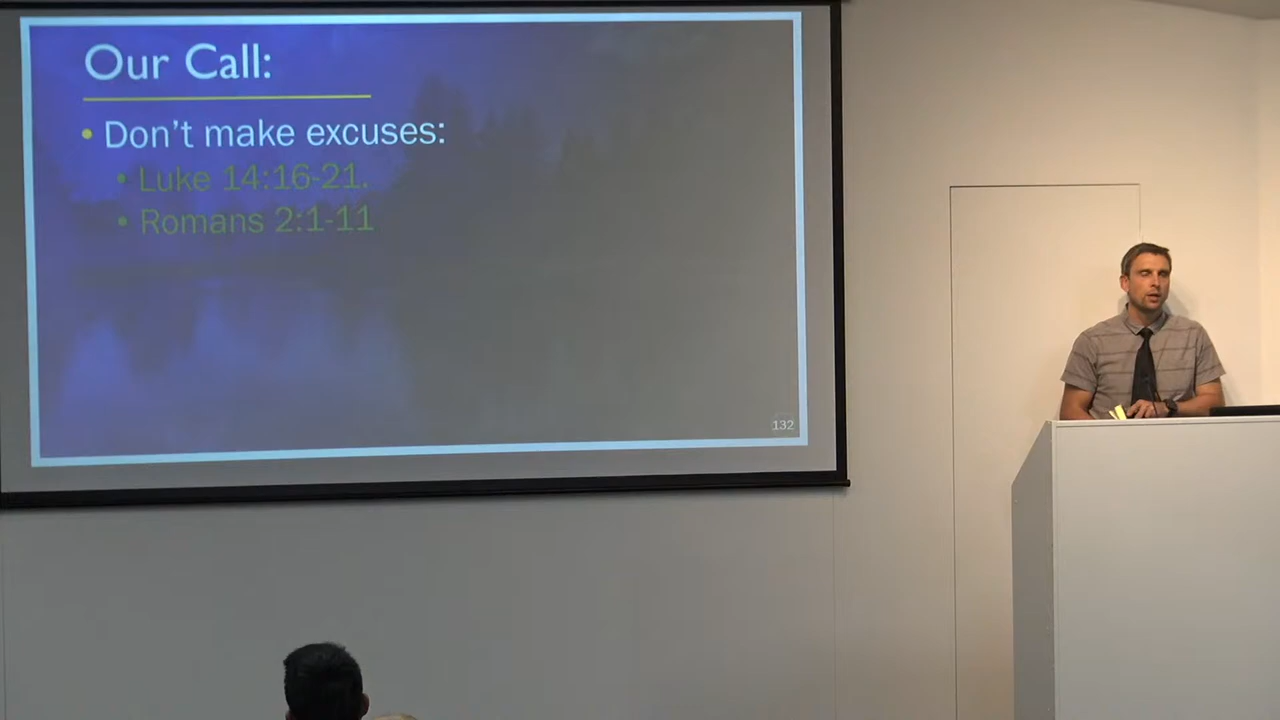 Our Call:
• Don't make excuses:
• Luke 14:16-21.
• Romans 2:1-11
132